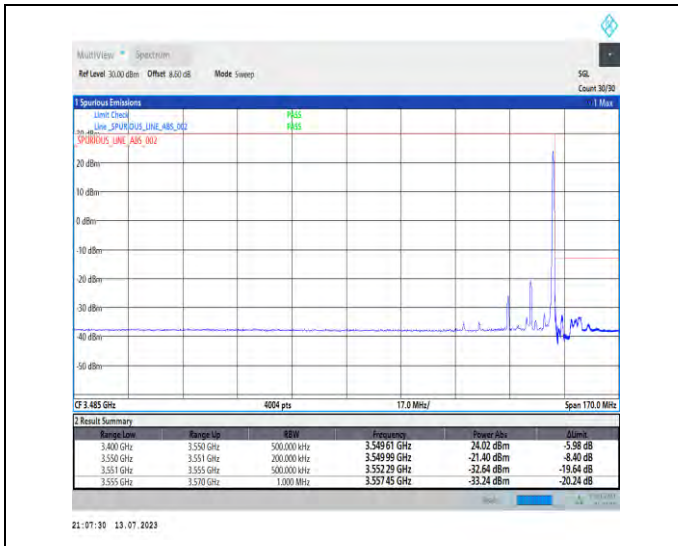 MultiView Spectrum
Ref Level 30.00 dBm Offset 8.60 dB Mode Sweep SGL
Count 30/30
1 Spurious Emissions 1 Max
Limit Check PASS
Line _SPURIOUS_LINE_ABS_002 PASS
_SPURIOUS_LINE_ABS_002
20 dBm
10 dBm
0 dBm
-10 dBm
-20 dBm
-30 dBm
-40 dBm
-50 dBm
CF 3.485 GHz 4004 pts 17.0 MHz/ Span 170.0 MHz
2 Result Summary
Range Low Range Up RBW Frequency Power Abs ΔLimit
3.400 GHz 3.550 GHz 500.000 kHz 3.549 61 GHz 24.02 dBm -5.98 dB
3.550 GHz 3.551 GHz 200.000 kHz 3.549 99 GHz -21.40 dBm -8.40 dB
3.551 GHz 3.555 GHz 500.000 kHz 3.552 29 GHz -32.64 dBm -19.64 dB
3.555 GHz 3.570 GHz 1.000 MHz 3.557 45 GHz -33.24 dBm -20.24 dB
21:07:30 13.07.2023